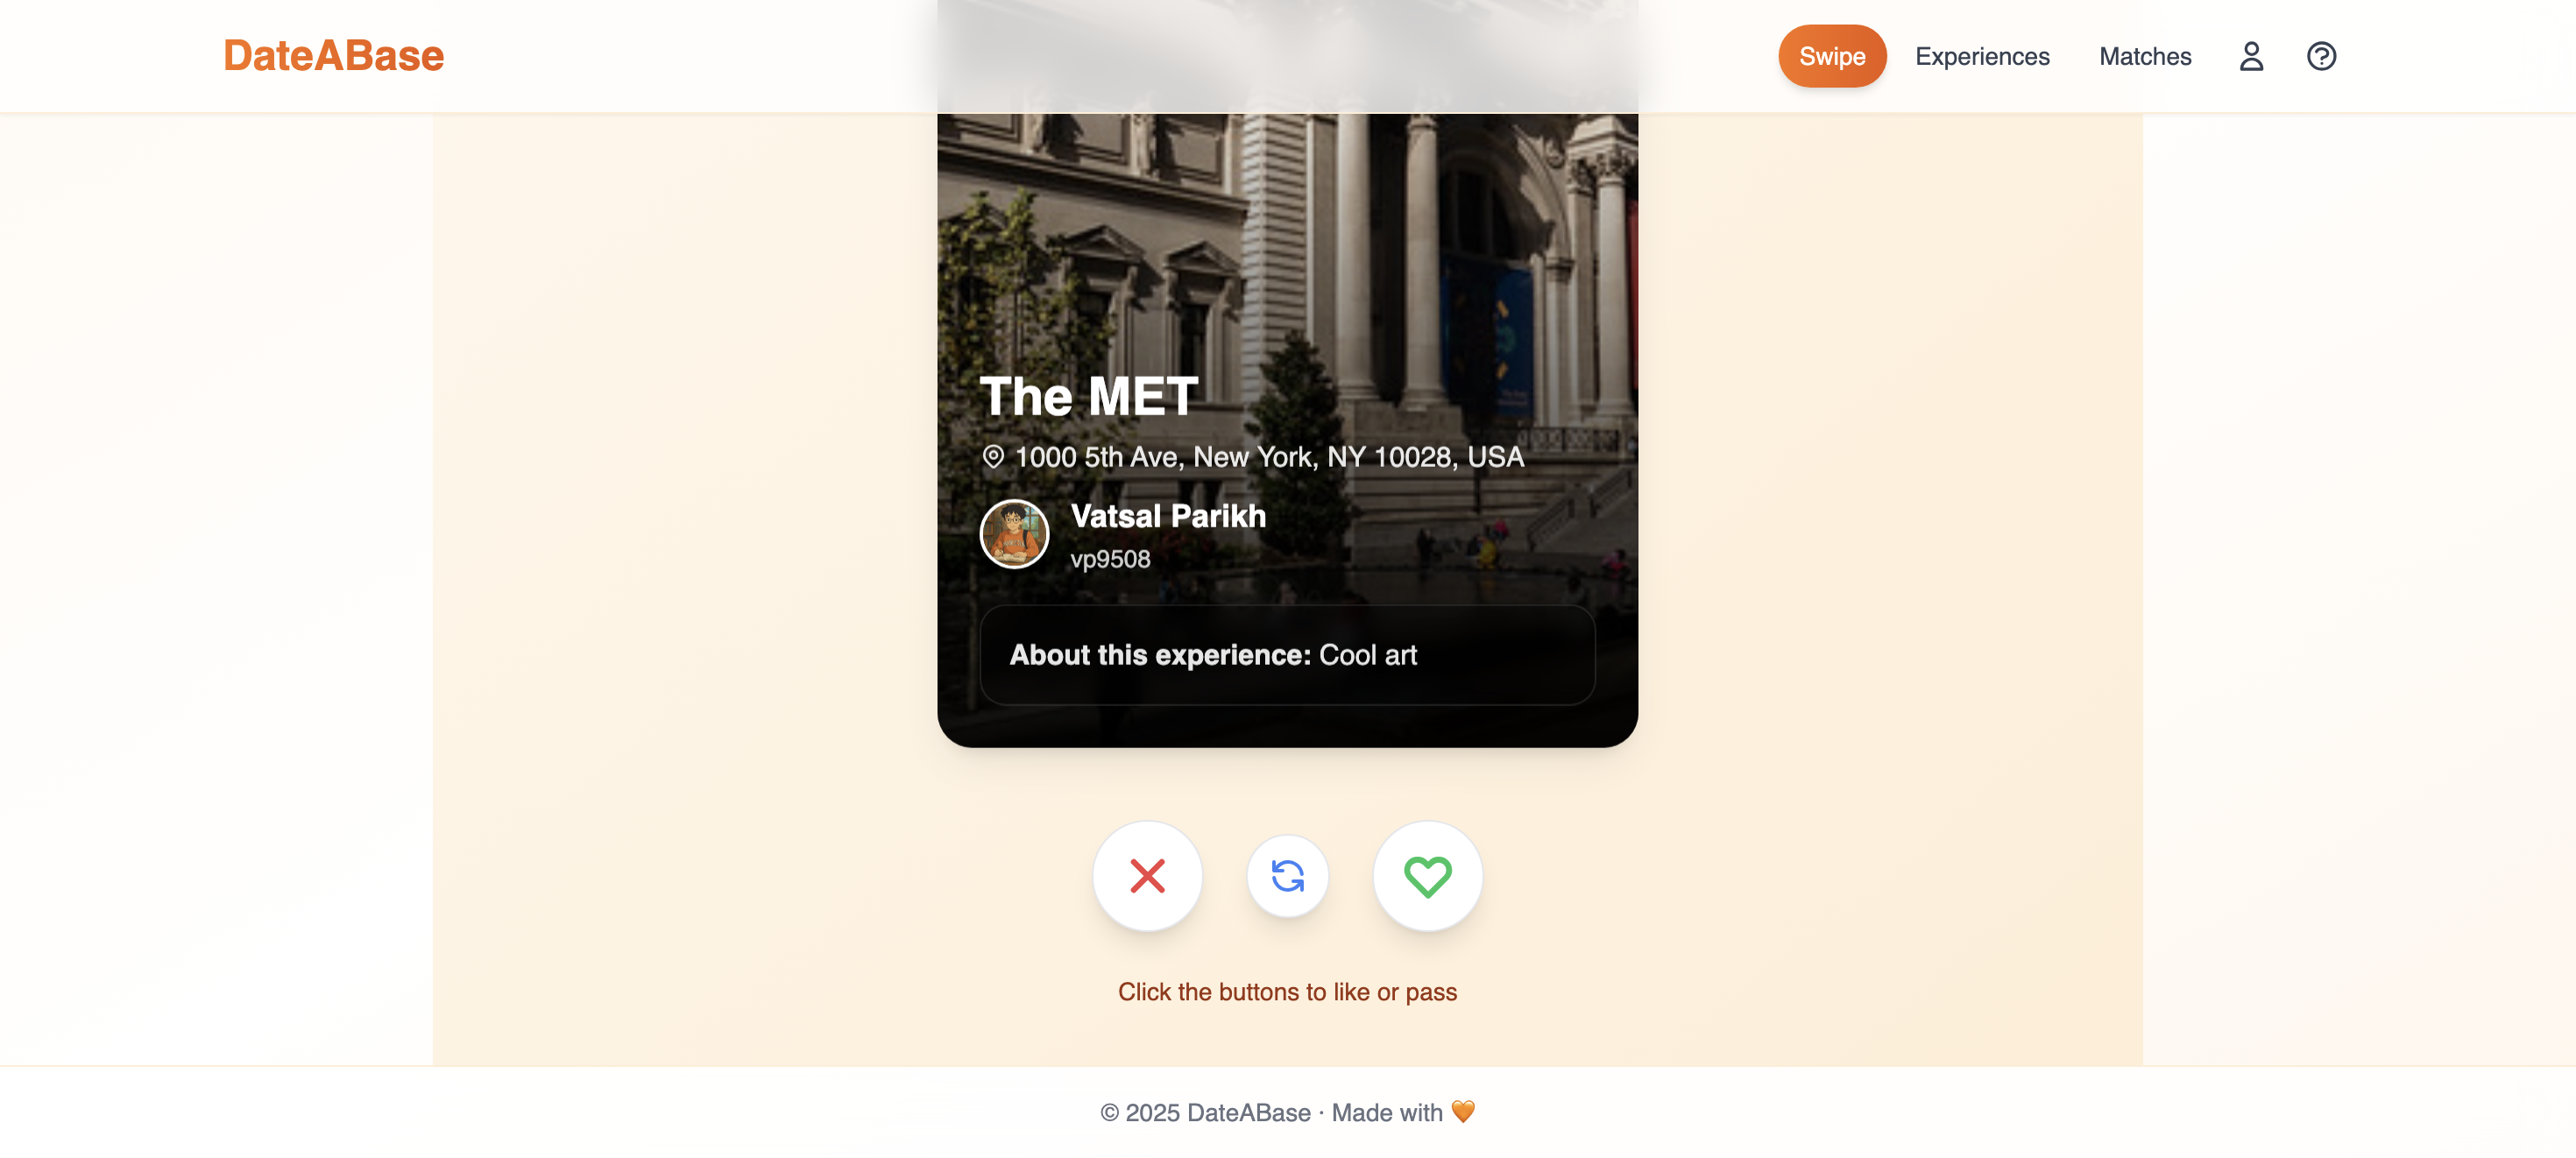 DateABase
Swipe
Experiences
Matches
The MET
1000 5th Ave, New York, NY 10028, USA
Vatsal Parikh
vp9508
About this experience: Cool art
Click the buttons to like or pass
© 2025 DateABase · Made with 🧡